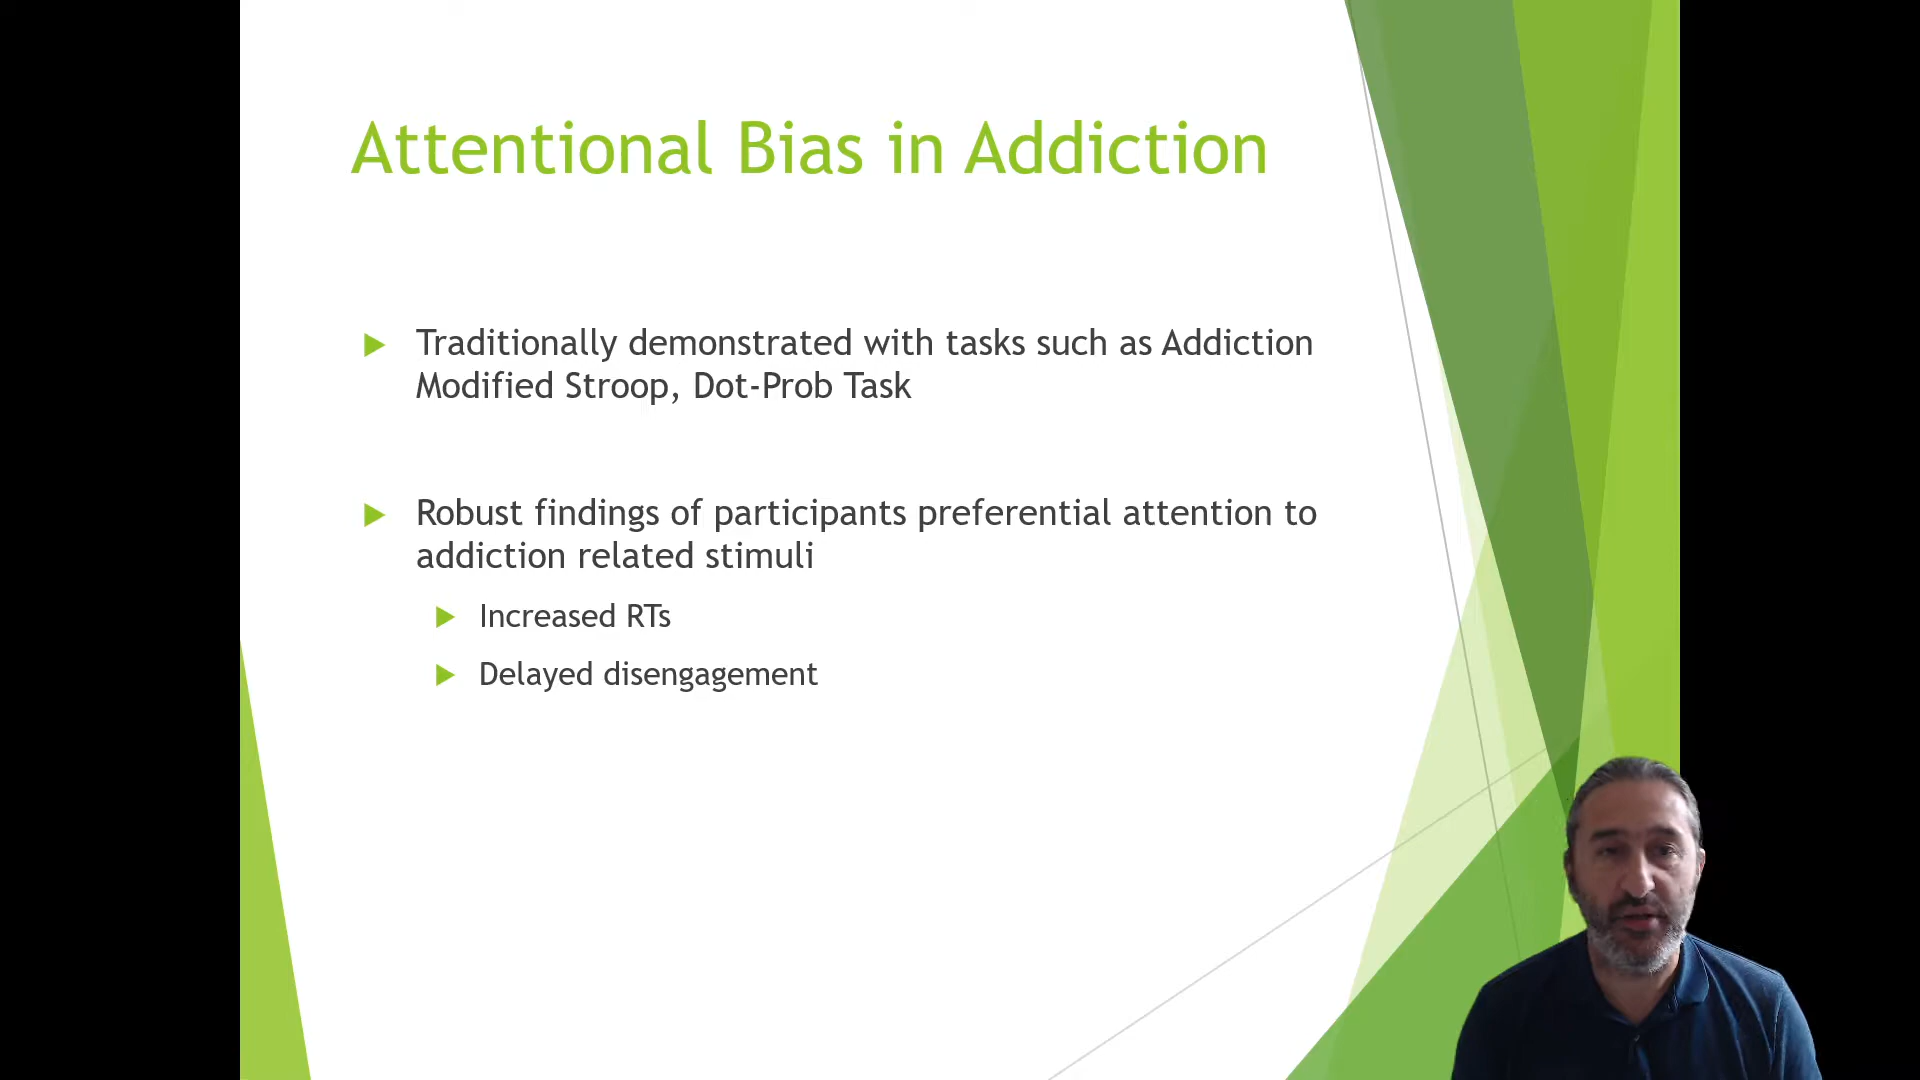 Attentional Bias in Addiction
Traditionally demonstrated with tasks such as Addiction
Modified Stroop, Dot-Prob Task
Robust findings of participants preferential attention to
addiction related stimuli
Increased RTs
Delayed disengagement